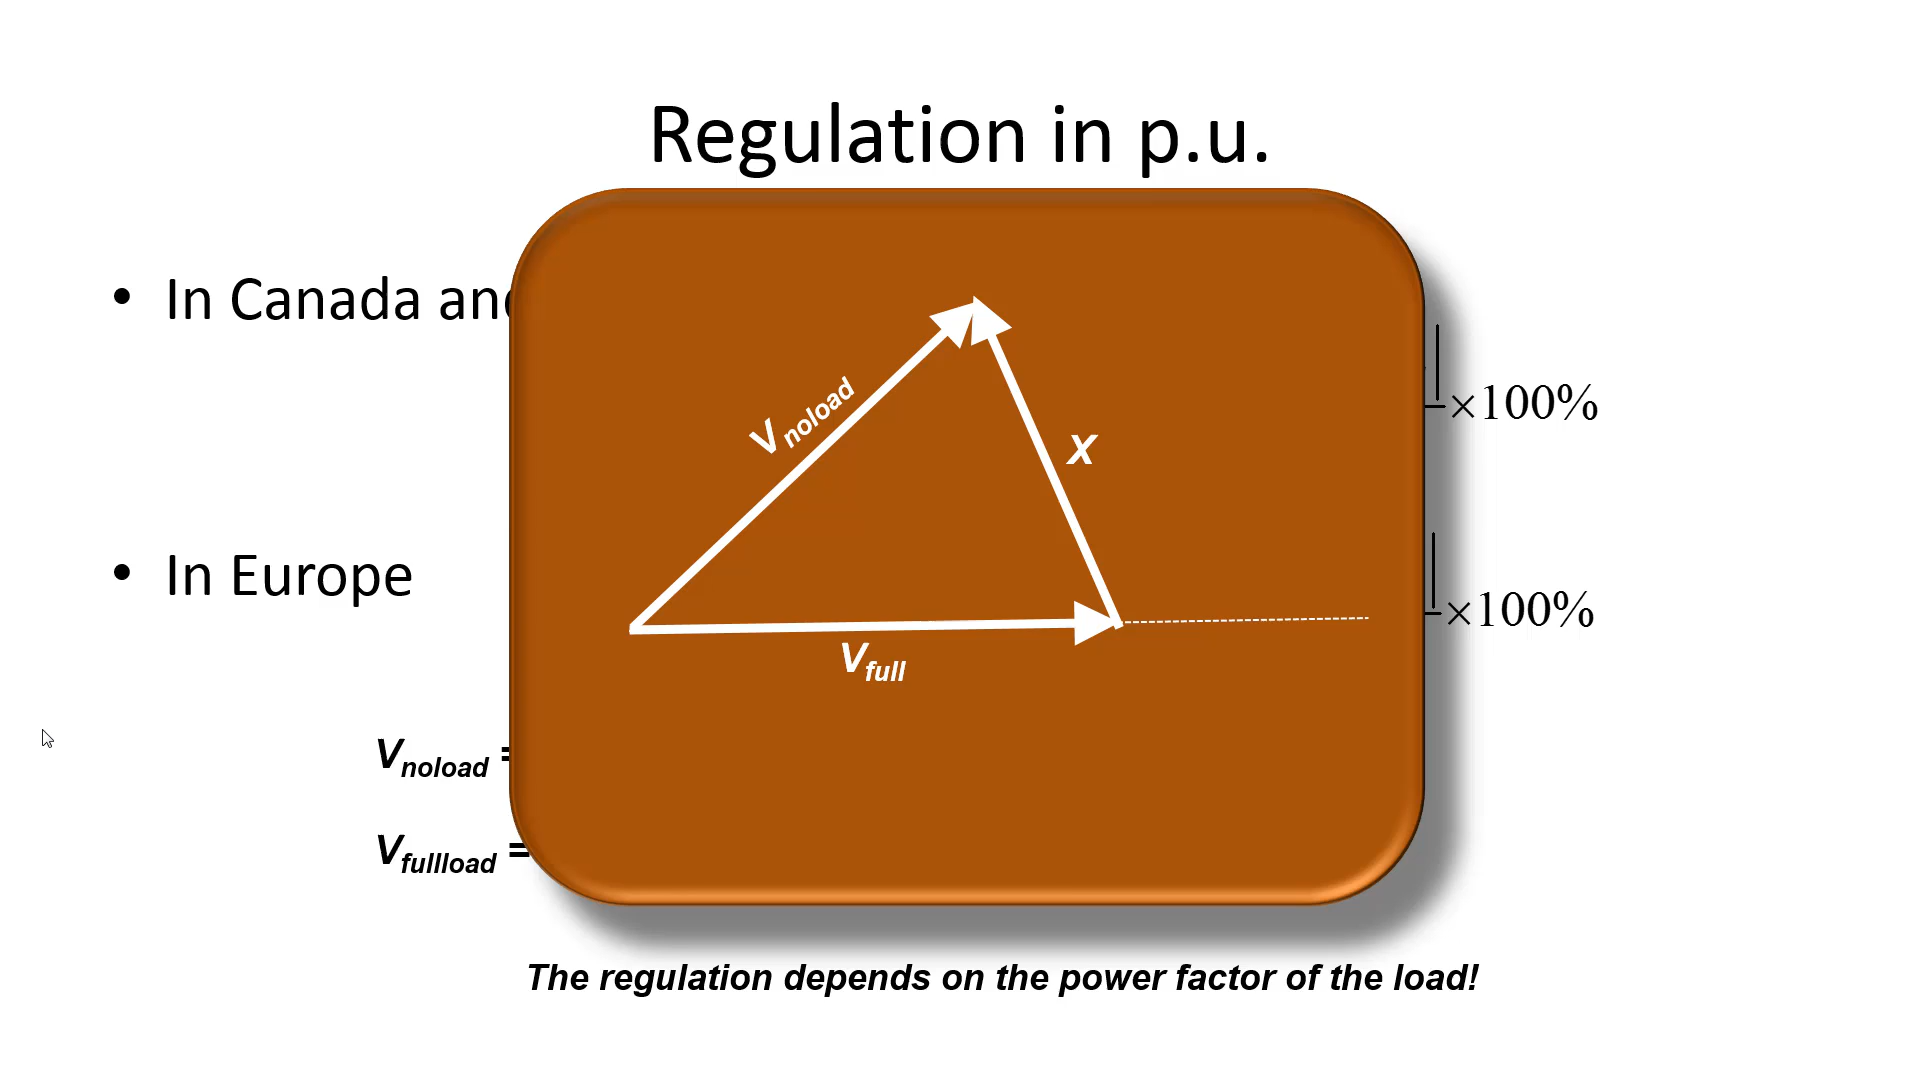 Regulation in p.u.
• In Canada
×100%
• In Europe
×100%
V noload
X
V full
V noload =
V fullload =
The regulation depends on the power factor of the load!